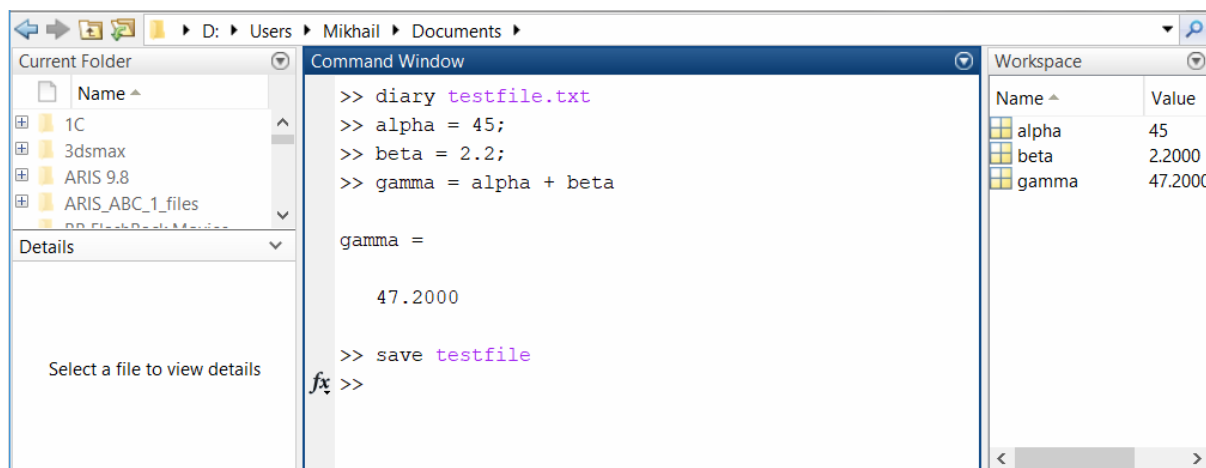 D: Users Mikhail Documents
Current Folder
Name
1C
3dsmax
ARIS 9.8
ARIS_ABC_1_files
Details
Select a file to view details
Command Window
>> diary testfile.txt
>> alpha = 45;
>> beta = 2.2;
>> gamma = alpha + beta
gamma =
47.2000
>> save testfile
fx >>
Workspace
Name Value
alpha 45
beta 2.2000
gamma 47.2000